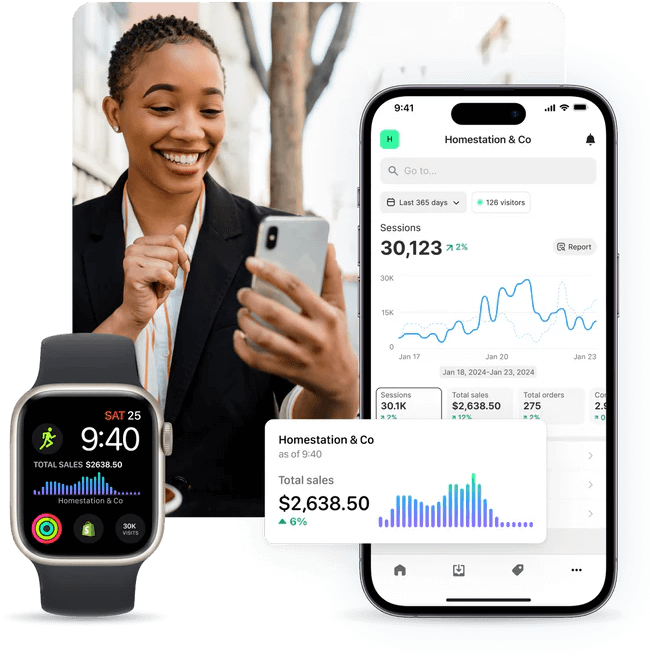 9:41
H
Homestation & Co
Go to...
Last 365 days
126 visitors
Sessions
30,123 2%
Report
30K
15K
0
Jan 17 Jan 20 Jan 23
Jan 18, 2024-Jan 23, 2024
Sessions
30.1K
2%
Total sales
$2,638.50
12%
Total orders
275
2%
Co
2.9
Homestation & Co
as of 9:40
Total sales
$2,638.50
6%
SAT 25
9:40
TOTAL SALES $2638.50
Homestation & Co
S
30K
VISITS